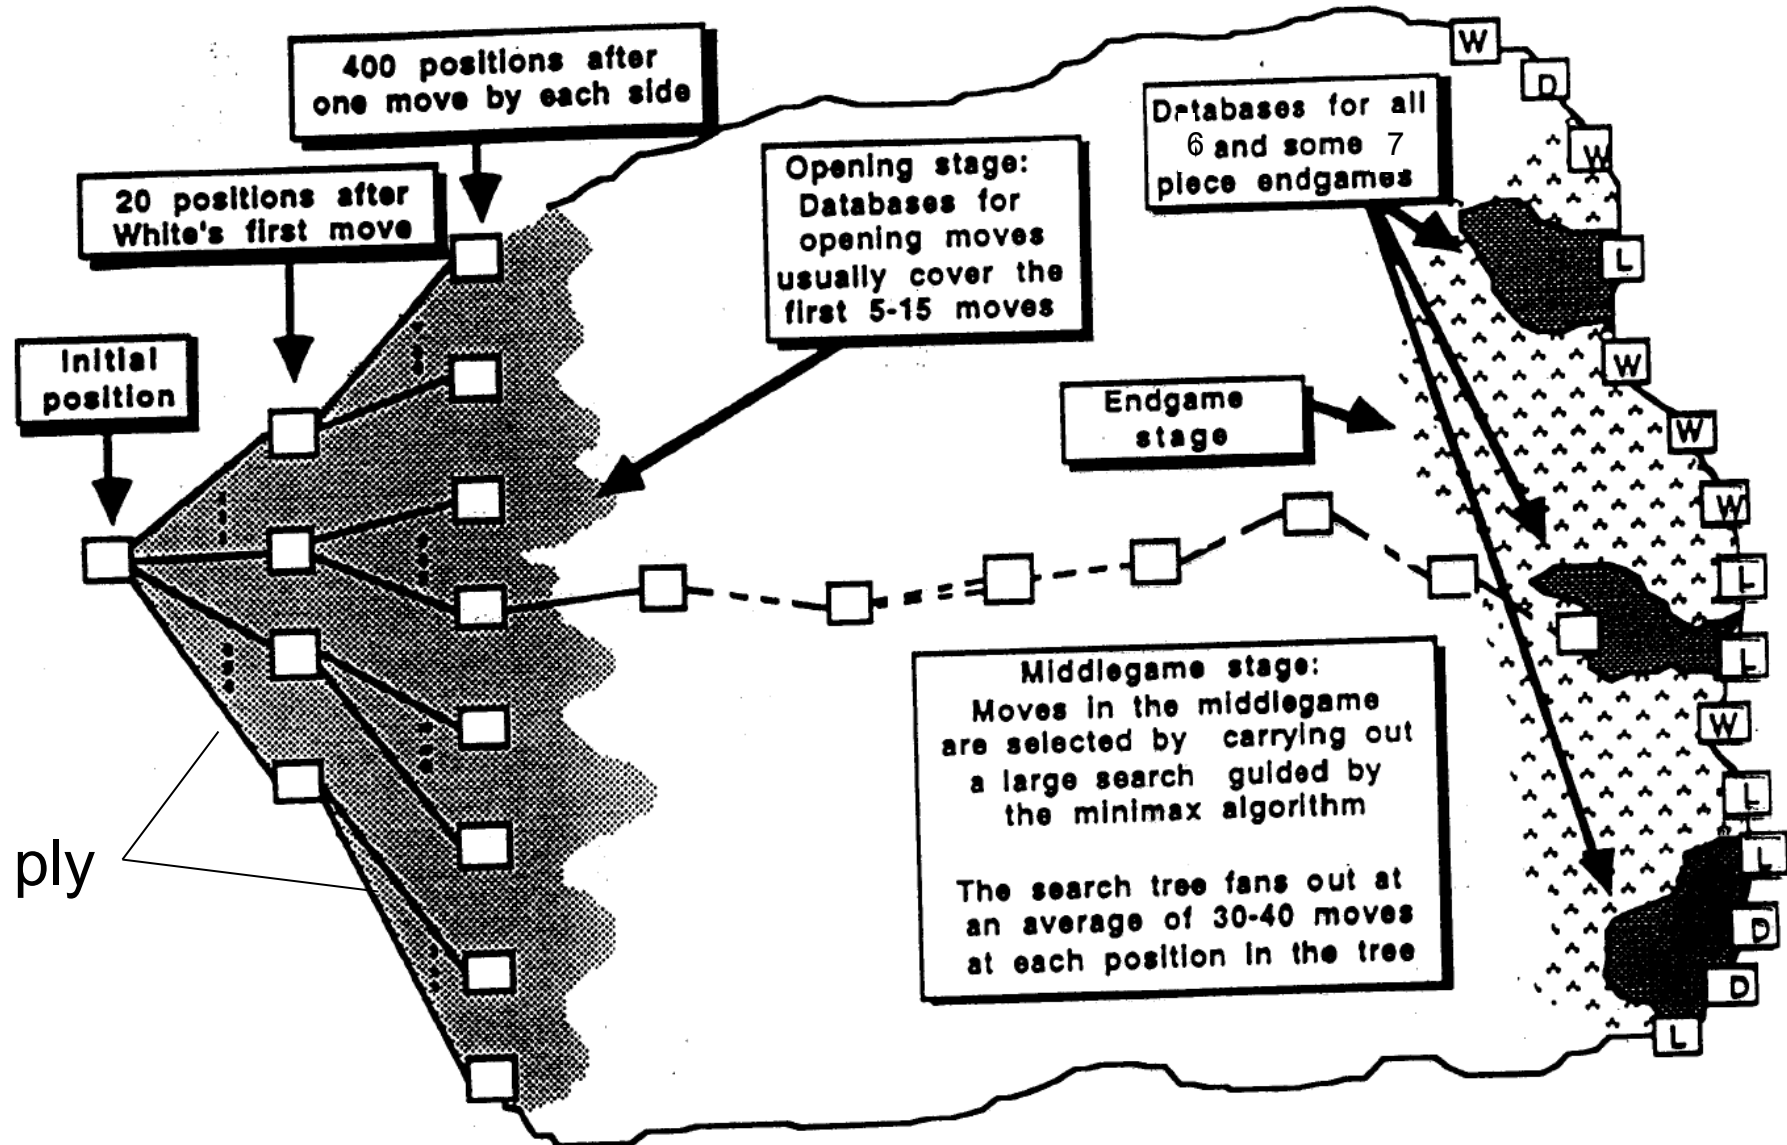 400 positions after
one move by each side
20 positions after
White's first move
Initial
position
Opening stage:
Databases for
opening moves
usually cover the
first 5-15 moves
Databases for all
6 and some 7
piece endgames
Endgame
stage
Middlegame stage:
Moves in the middlegame
are selected by carrying out
a large search guided by
the minimax algorithm
The search tree fans out at
an average of 30-40 moves
at each position in the tree
ply
W
D
W
L
W
W
W
L
L
W
L
L
D
D
L